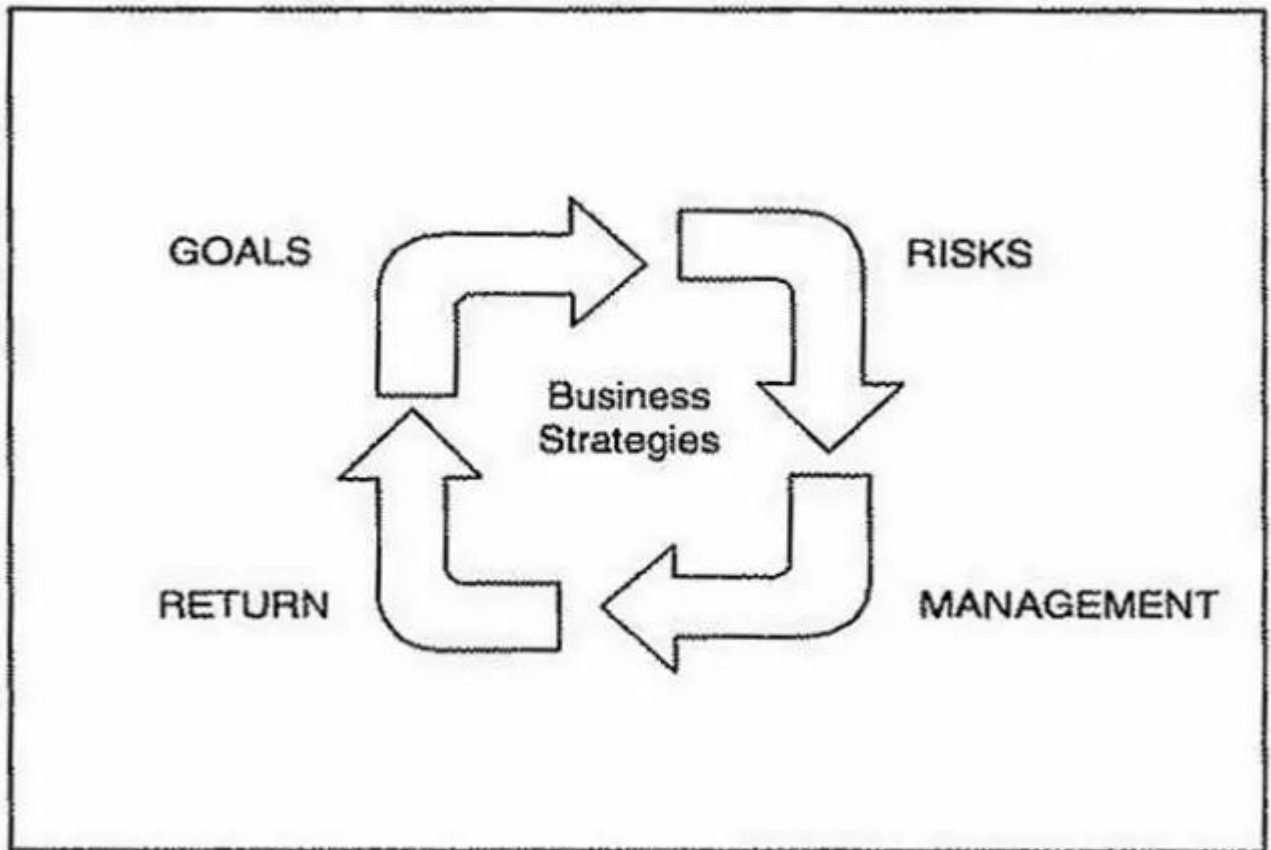 GOALS
RISKS
Business
Strategies
RETURN
MANAGEMENT